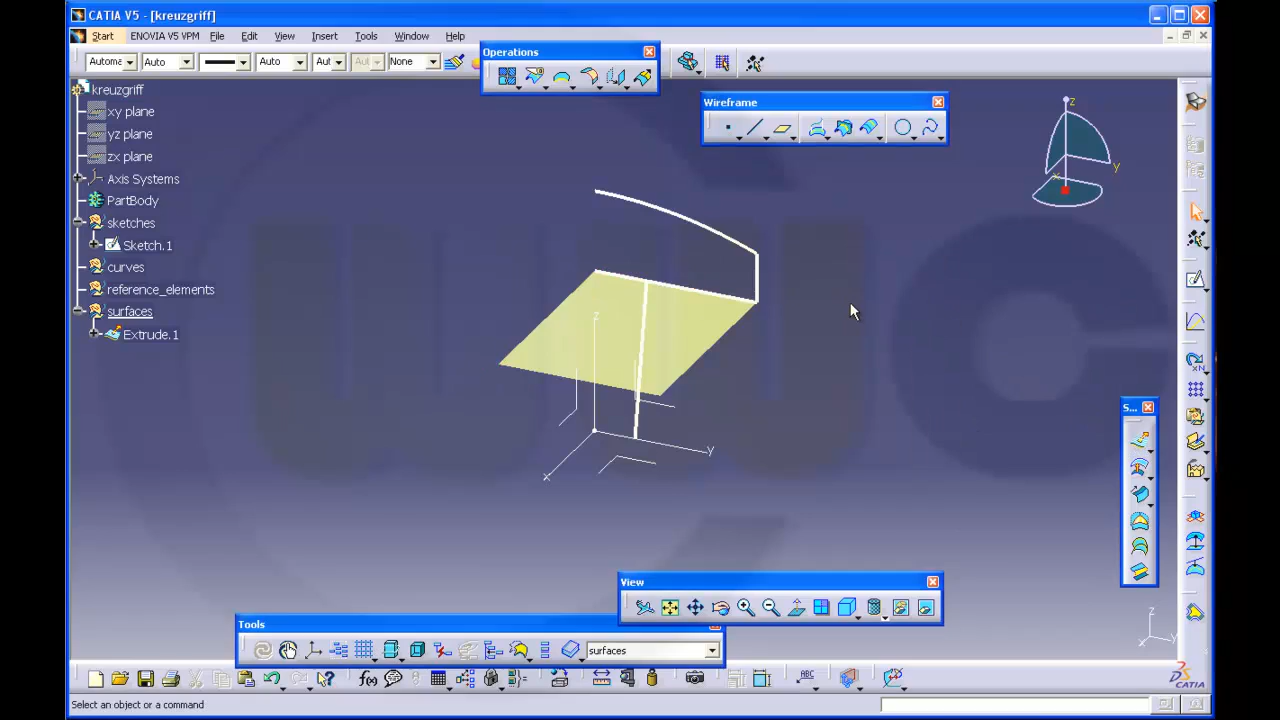 CATIA V5 - [kreuzgriff]
Start ENOVIA V5 VPM File Edit View Insert Tools Window Help
Operations
Auto Auto Aut None
Wireframe
kreuzgriff
xy plane
yz plane
zx plane
Axis Systems
PartBody
sketches
Sketch.1
curves
reference_elements
surfaces
Extrude.1
z
y
x
z
y
x
S...
View
Tools
surfaces
z
x
y
CATIA
Select an object or a command